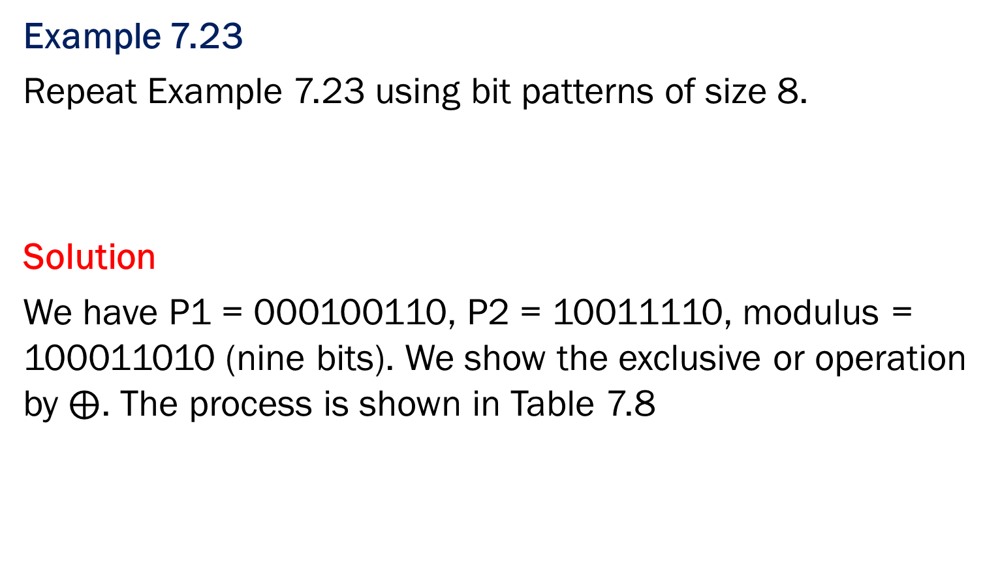 Example 7.23
Repeat Example 7.23 using bit patterns of size 8.
Solution
We have P1 = 000100110, P2 = 10011110, modulus =
100011010 (nine bits). We show the exclusive or operation
by ⊕. The process is shown in Table 7.8